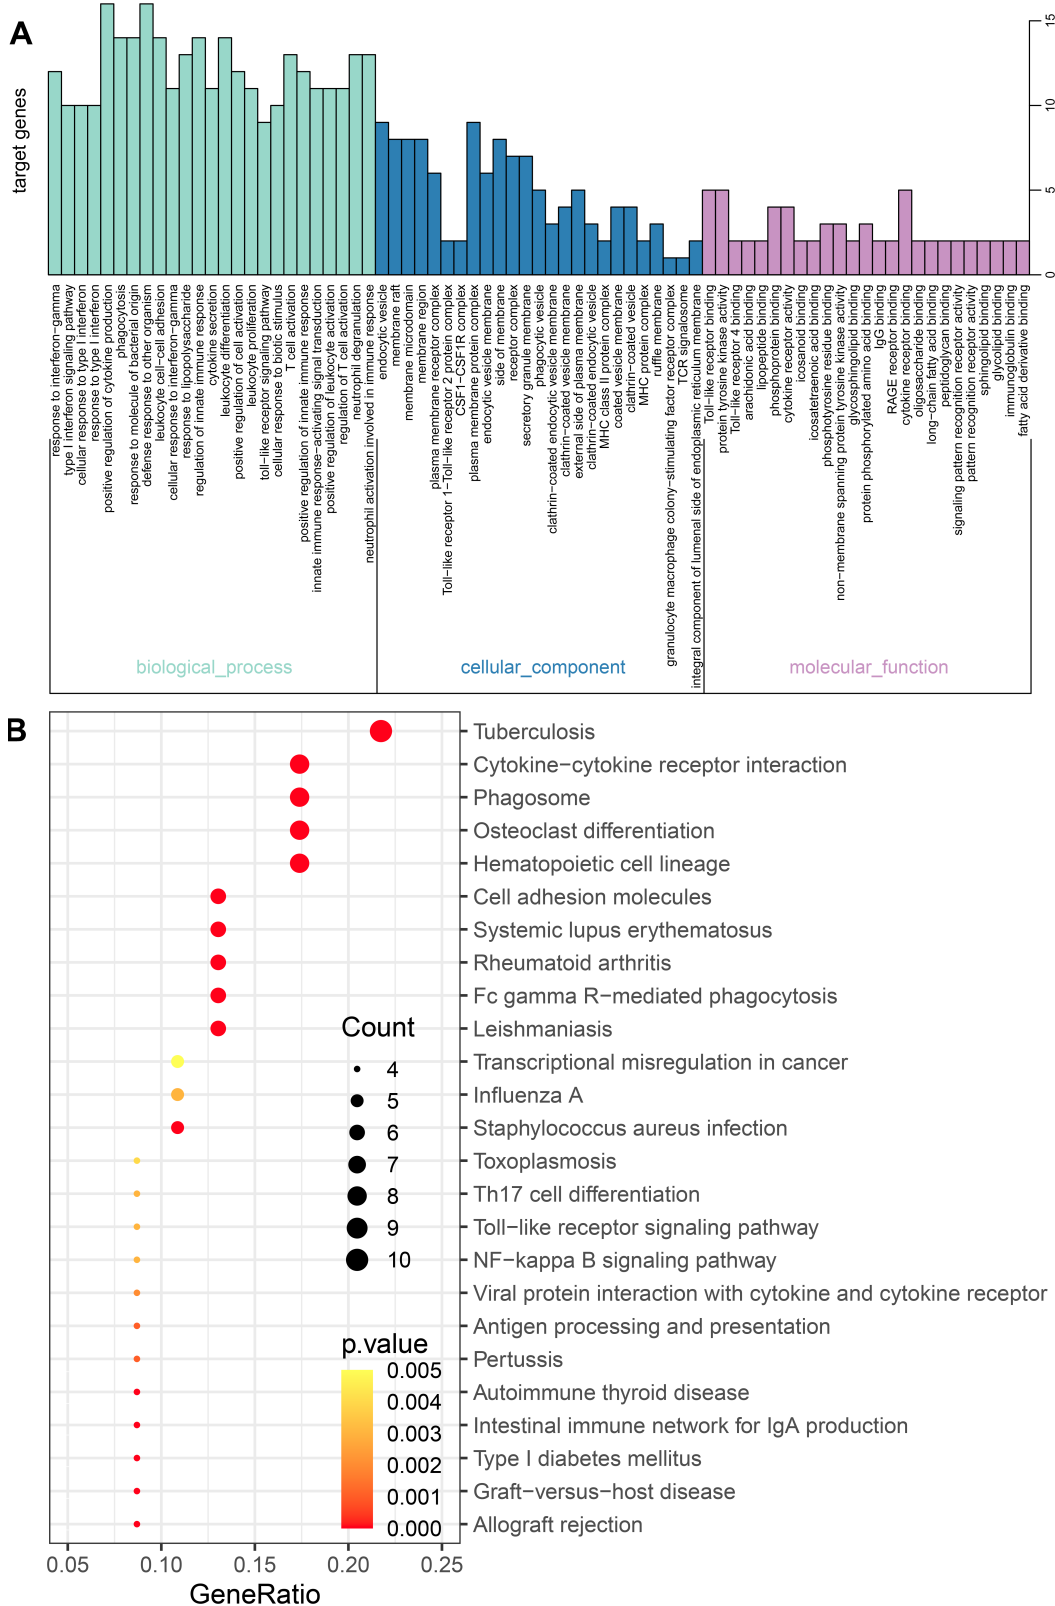 A
target genes
15
10
5
0
response to interferon−gamma
type I interferon signaling pathway
cellular response to type I interferon
response to type I interferon
positive regulation of cytokine production
phagocytosis
response to molecule of bacterial origin
defense response to other organism
leukocyte cell−cell adhesion
cellular response to interferon−gamma
response to lipopolysaccharide
regulation of innate immune response
cytokine secretion
leukocyte differentiation
positive regulation of cell activation
leukocyte proliferation
toll−like receptor signaling pathway
cellular response to biotic stimulus
T cell activation
positive regulation of innate immune response
innate immune response−activating signal transduction
positive regulation of leukocyte activation
regulation of T cell activation
neutrophil degranulation
neutrophil activation involved in immune response
endocytic vesicle
membrane raft
membrane microdomain
membrane region
plasma membrane receptor complex
Toll−like receptor 1−Toll−like receptor 2 protein complex
CSF1−CSF1R complex
plasma membrane protein complex
endocytic vesicle membrane
side of membrane
receptor complex
secretory granule membrane
phagocytic vesicle
clathrin−coated endocytic vesicle membrane
clathrin−coated vesicle membrane
external side of plasma membrane
clathrin−coated endocytic vesicle
MHC class II protein complex
coated vesicle membrane
clathrin−coated vesicle
MHC protein complex
ruffle membrane
granulocyte macrophage colony−stimulating factor receptor complex
TCR signalosome
integral component of lumenal side of endoplasmic reticulum membrane
Toll−like receptor binding
protein tyrosine kinase activity
Toll−like receptor 4 binding
arachidonic acid binding
lipopeptide binding
phosphoprotein binding
cytokine receptor activity
icosanoid binding
icosatetraenoic acid binding
phosphotyrosine residue binding
non−membrane spanning protein tyrosine kinase activity
glycosphingolipid binding
protein phosphorylated amino acid binding
IgG binding
RAGE receptor binding
cytokine receptor binding
oligosaccharide binding
long−chain fatty acid binding
peptidoglycan binding
signaling pattern recognition receptor activity
pattern recognition receptor activity
sphingolipid binding
glycolipid binding
immunoglobulin binding
fatty acid derivative binding
biological_process
cellular_component
molecular_function
B
Tuberculosis
Cytokine−cytokine receptor interaction
Phagosome
Osteoclast differentiation
Hematopoietic cell lineage
Cell adhesion molecules
Systemic lupus erythematosus
Rheumatoid arthritis
Fc gamma R−mediated phagocytosis
Leishmaniasis
Transcriptional misregulation in cancer
Influenza A
Staphylococcus aureus infection
Toxoplasmosis
Th17 cell differentiation
Toll−like receptor signaling pathway
NF−kappa B signaling pathway
Viral protein interaction with cytokine and cytokine receptor
Antigen processing and presentation
Pertussis
Autoimmune thyroid disease
Intestinal immune network for IgA production
Type I diabetes mellitus
Graft−versus−host disease
Allograft rejection
Count
4
5
6
7
8
9
10
p.value
0.005
0.004
0.003
0.002
0.001
0.000
0.05
0.10
0.15
0.20
0.25
GeneRatio